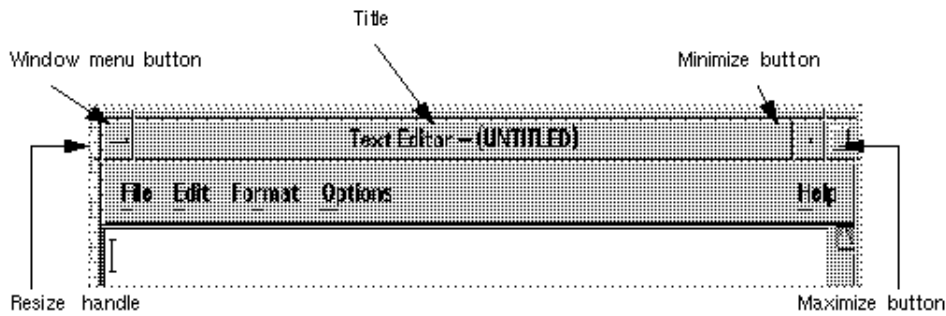 Title
Window menu button
Minimize button
Text Editor – (UNTITLED)
File Edit Format Options Help
Resize handle
Maximize button